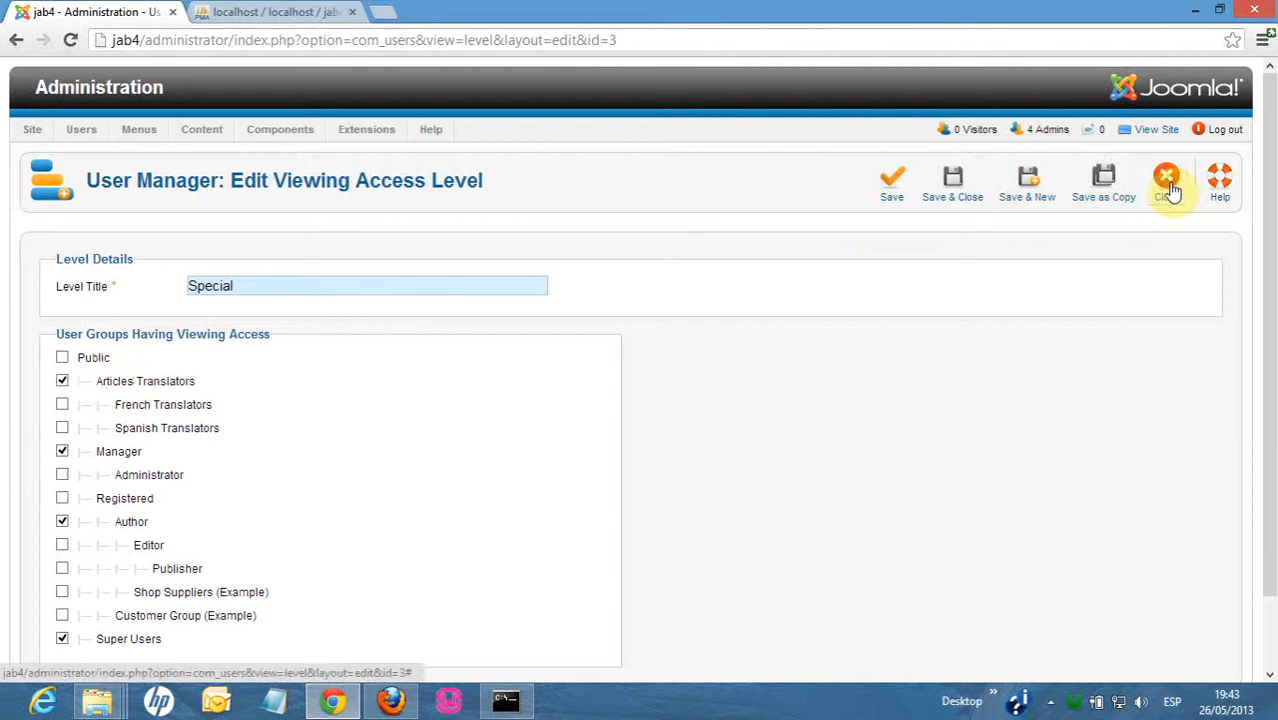 jab4 - Administration - Us
localhost / localhost / jab4
jab4/administrator/index.php?option=com_users&view=level&layout=edit&id=3
Administration
Joomla!
Site Users Menus Content Components Extensions Help
0 Visitors 4 Admins 0 View Site Log out
User Manager: Edit Viewing Access Level
Save Save & Close Save & New Save as Copy Help
Level Details
Level Title * Special
User Groups Having Viewing Access
Public
Articles Translators
French Translators
Spanish Translators
Manager
Administrator
Registered
Author
Editor
Publisher
Shop Suppliers (Example)
Customer Group (Example)
Super Users
jab4/administrator/index.php?option=com_users&view=level&layout=edit&id=3#
Desktop ESP
19:43
26/05/2013